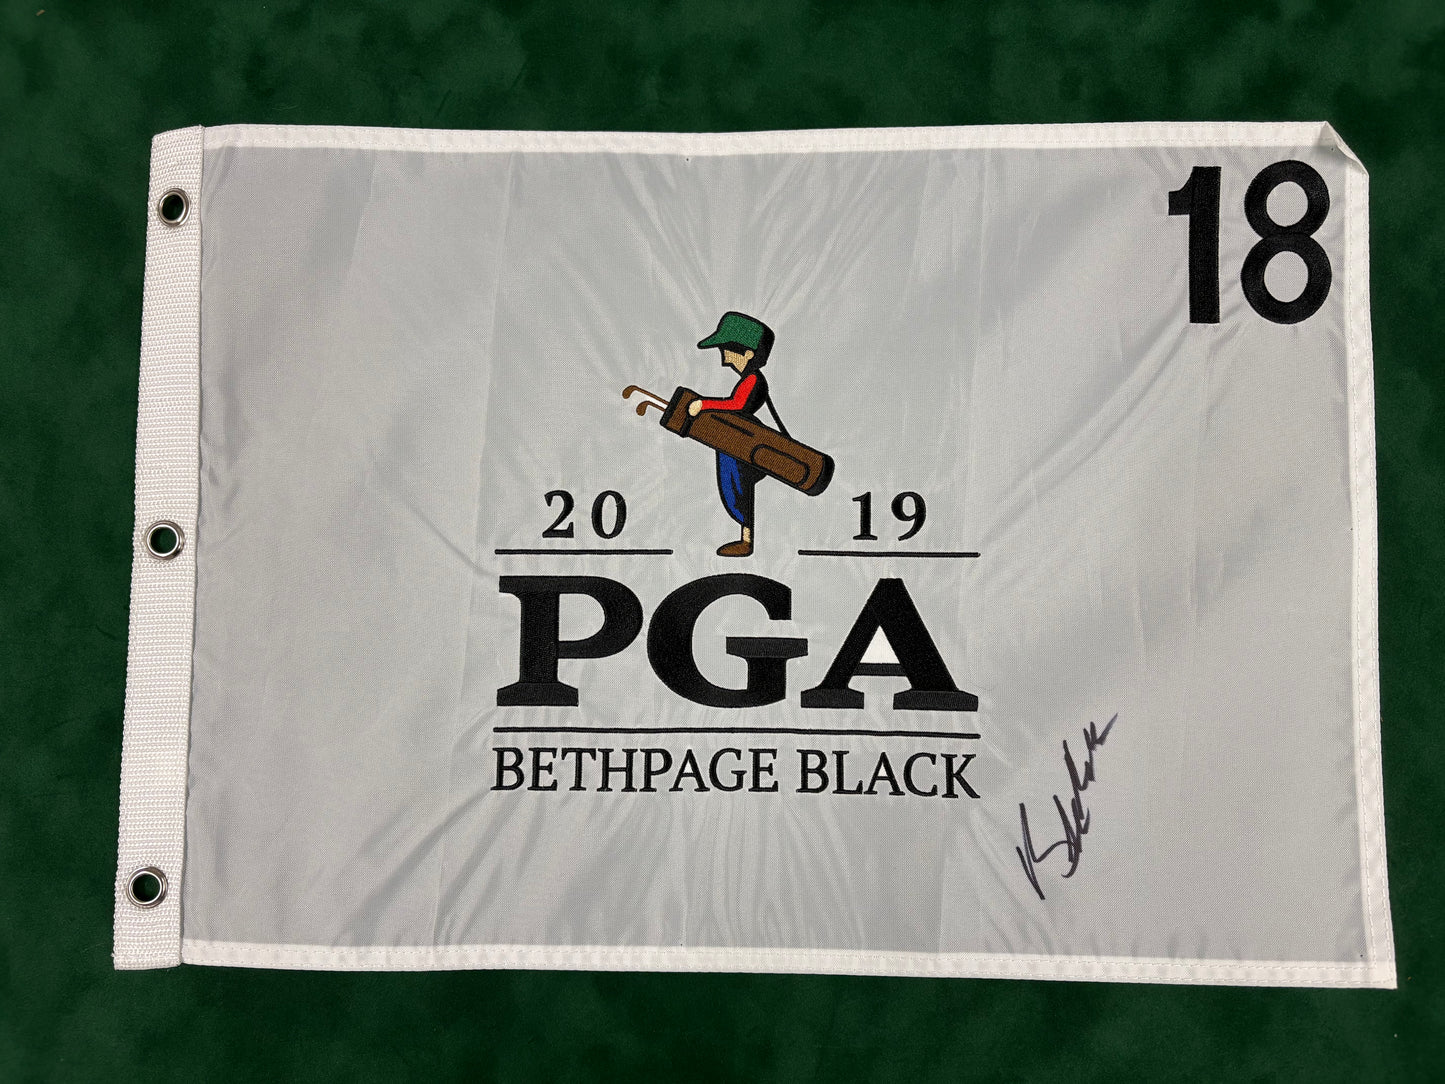 18
20 19
PGA
BETHPAGE BLACK